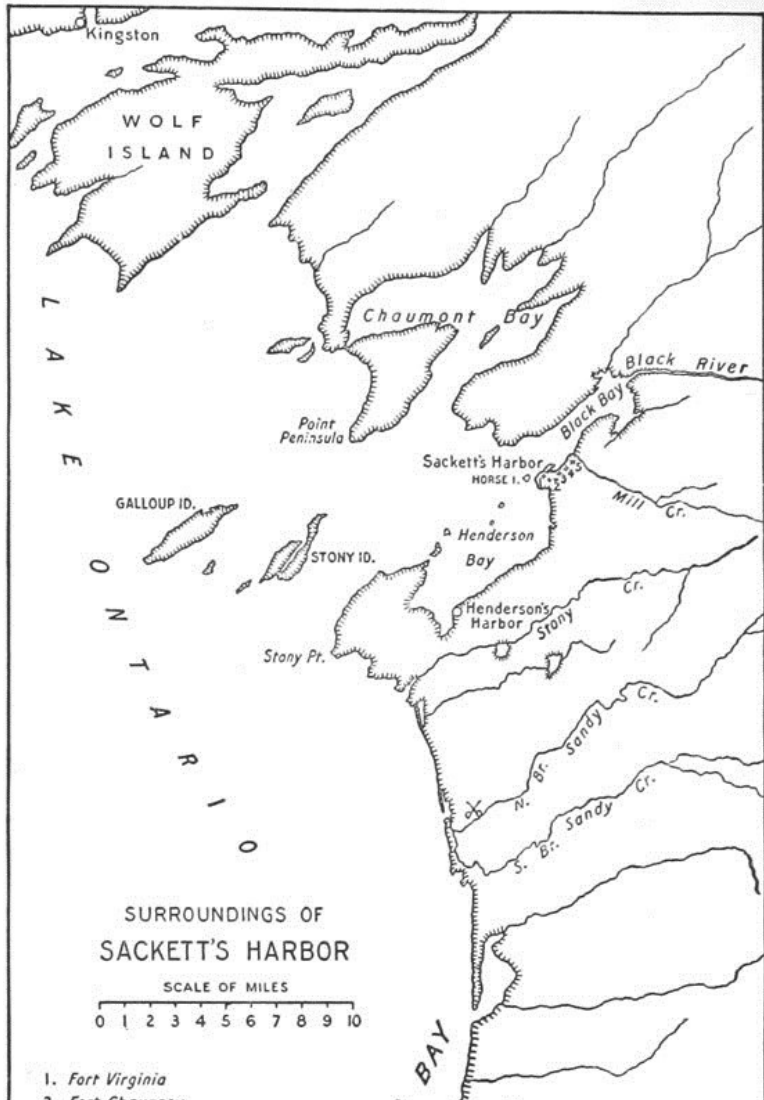 Kingston
WOLF
ISLAND
LAKE ONTARIO
Chaumont Bay
Black River
Black Bay
Point
Peninsula
Sackett's Harbor
HORSE I.
Mill Cr.
GALLOUP ID.
STONY ID.
Henderson
Bay
Henderson's
Harbor
Stony Cr.
Stony Pt.
N. Br. Sandy Cr.
S. Br. Sandy Cr.
SURROUNDINGS OF
SACKETT'S HARBOR
SCALE OF MILES
0 1 2 3 4 5 6 7 8 9 10
BAY
1. Fort Virginia